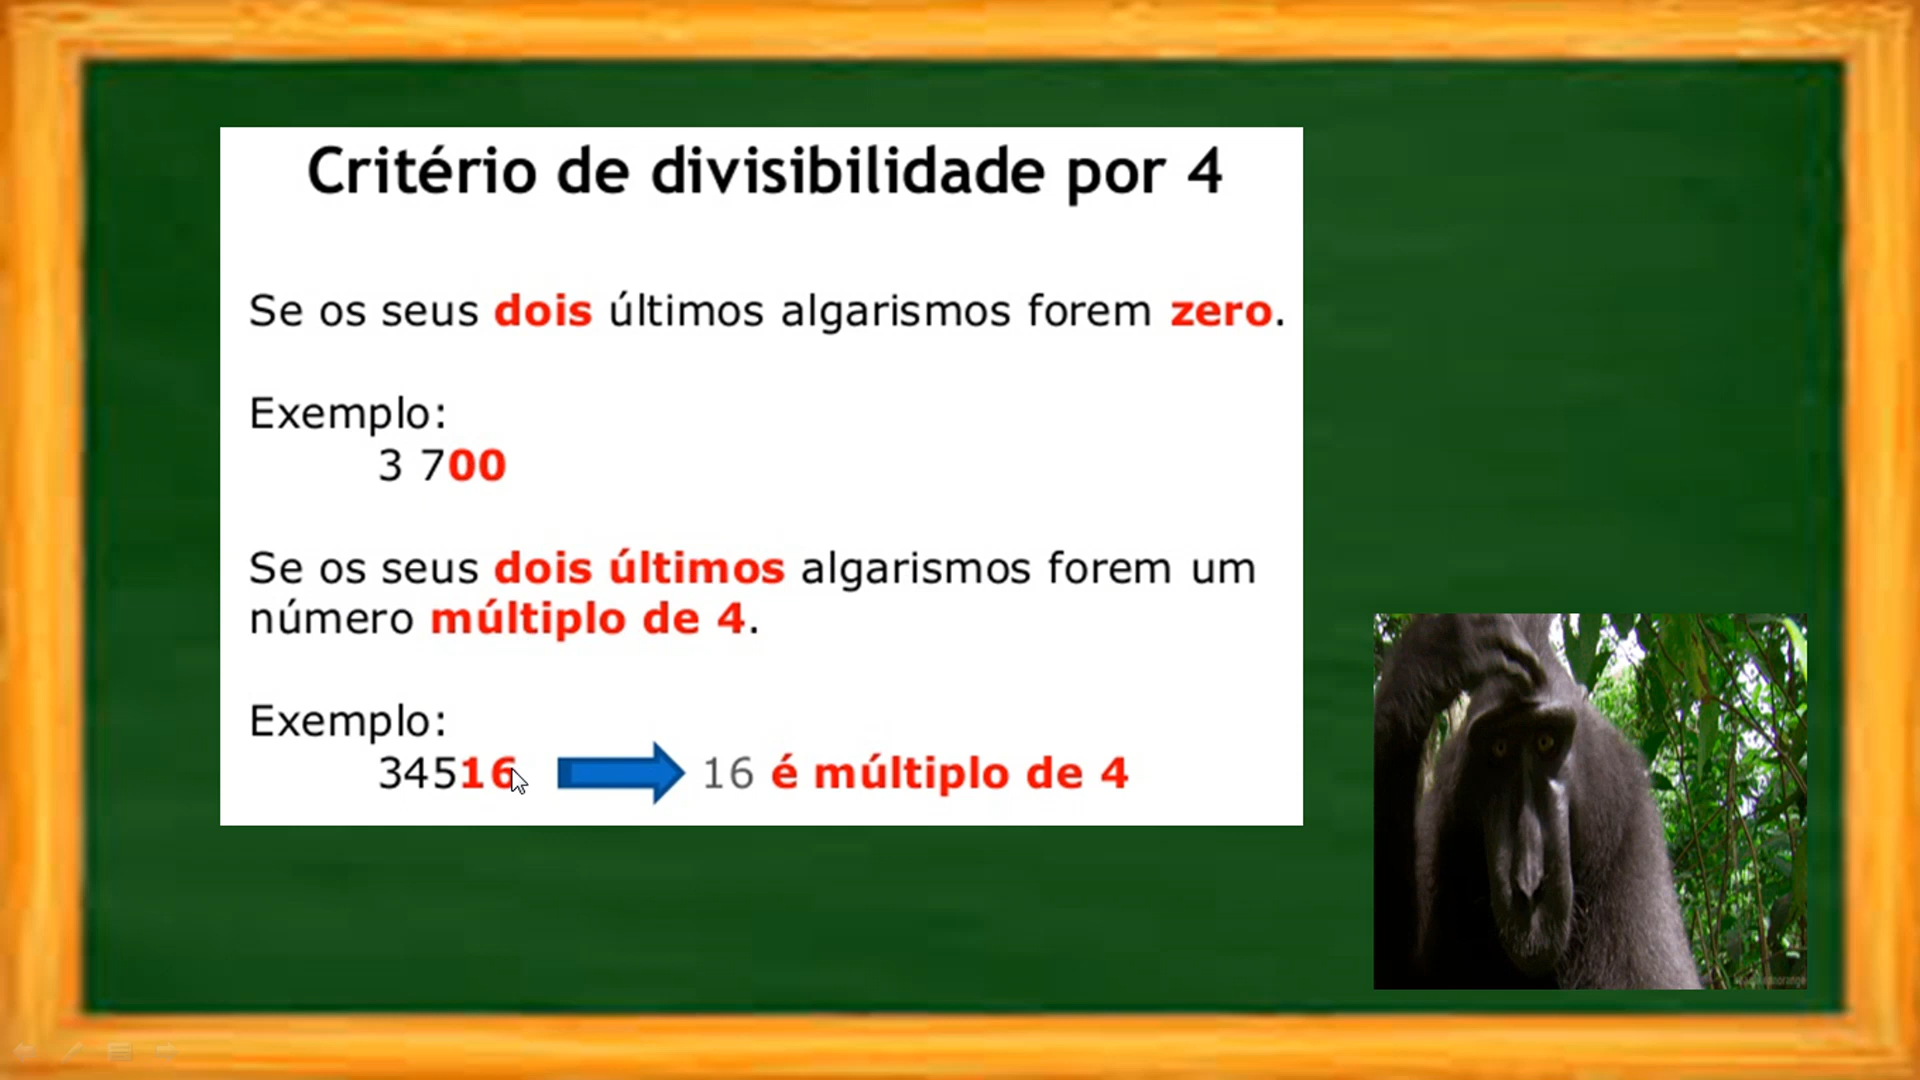 Critério de divisibilidade por 4
Se os seus dois últimos algarismos forem zero.
Exemplo:
3 700
Se os seus dois últimos algarismos forem um
número múltiplo de 4.
Exemplo:
34516 16 é múltiplo de 4